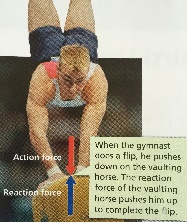 Action force
Reaction force
When the gymnast
does a flip, he pushes
down on the vaulting
horse. The reaction
force of the vaulting
horse pushes him up
to complete the flip.